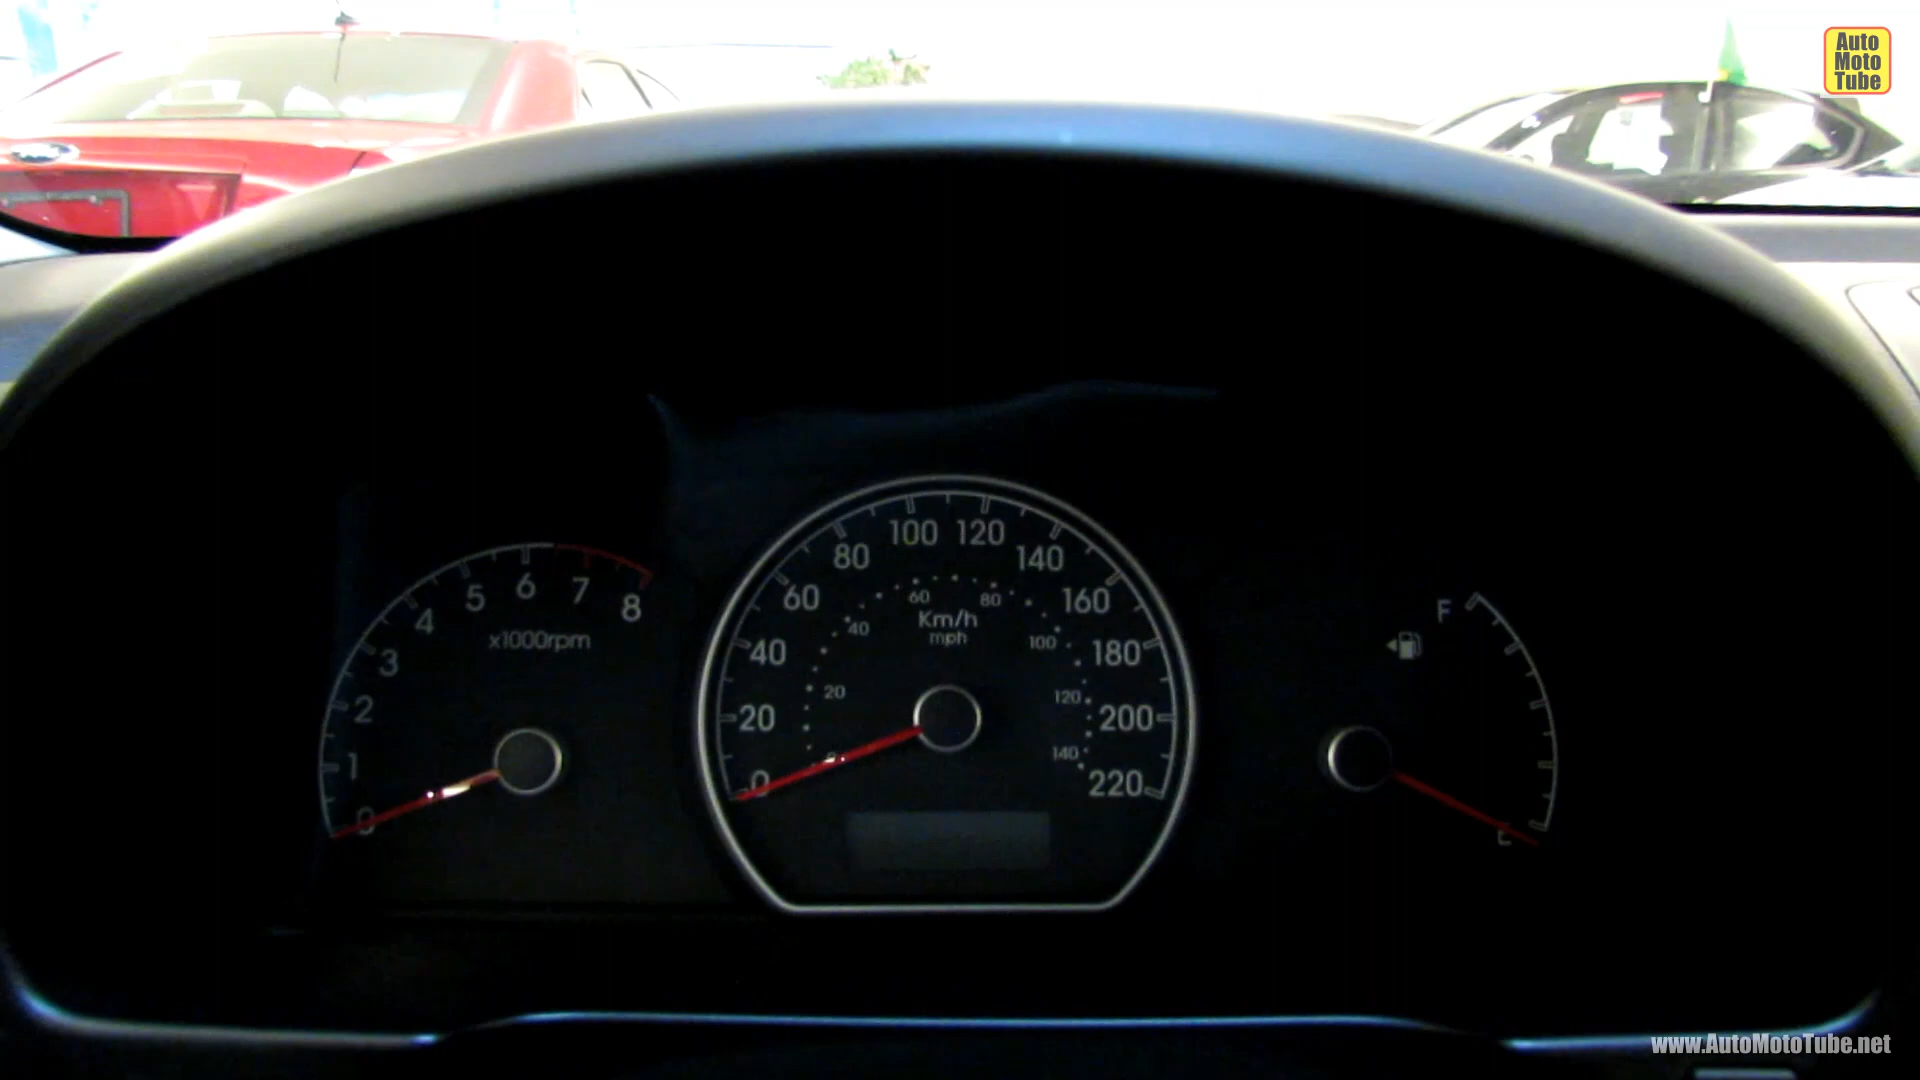 Auto
Moto
Tube
0 1 2 3 4 5 6 7 8
x1000rpm
0 20 40 60 80 100 120 140 160 180 200 220
20 40 60 80 100 120 140
Km/h
mph
F
E
www.AutoMotoTube.net